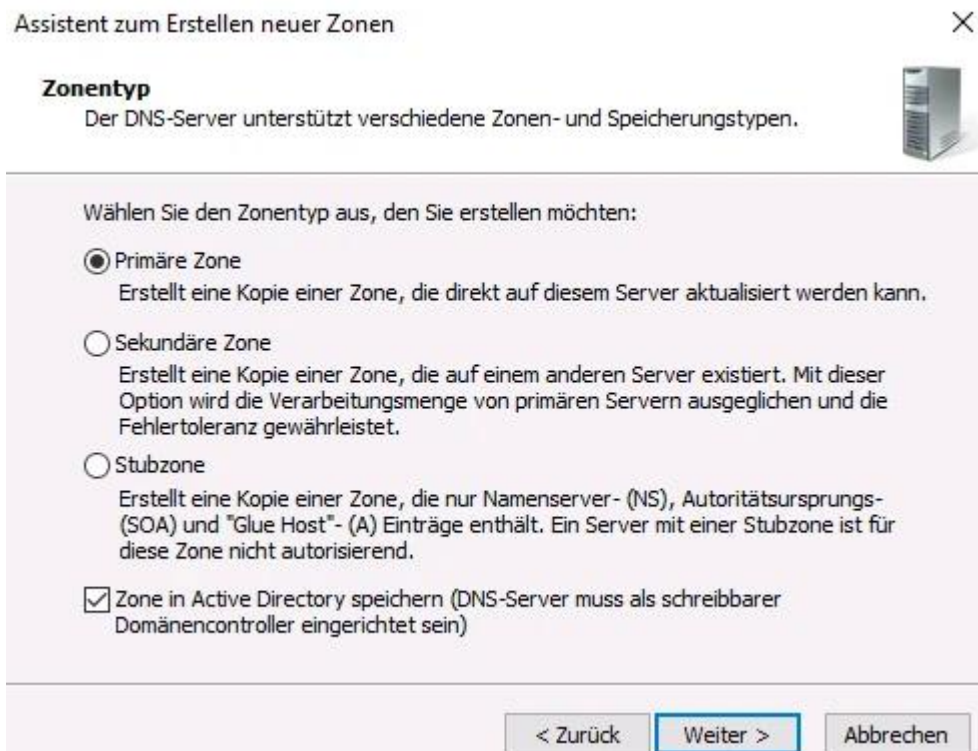 Assistent zum Erstellen neuer Zonen
Zonentyp
Der DNS-Server unterstützt verschiedene Zonen- und Speicherungstypen.
Wählen Sie den Zonentyp aus, den Sie erstellen möchten:
Primäre Zone
Erstellt eine Kopie einer Zone, die direkt auf diesem Server aktualisiert werden kann.
Sekundäre Zone
Erstellt eine Kopie einer Zone, die auf einem anderen Server existiert. Mit dieser
Option wird die Verarbeitungsmenge von primären Servern ausgeglichen und die
Fehlertoleranz gewährleistet.
Stubzone
Erstellt eine Kopie einer Zone, die nur Namenserver- (NS), Autoritätsursprungs-
(SOA) und "Glue Host"- (A) Einträge enthält. Ein Server mit einer Stubzone ist für
diese Zone nicht autorisierend.
Zone in Active Directory speichern (DNS-Server muss als schreibbarer
Domänencontroller eingerichtet sein)
< Zurück Weiter > Abbrechen